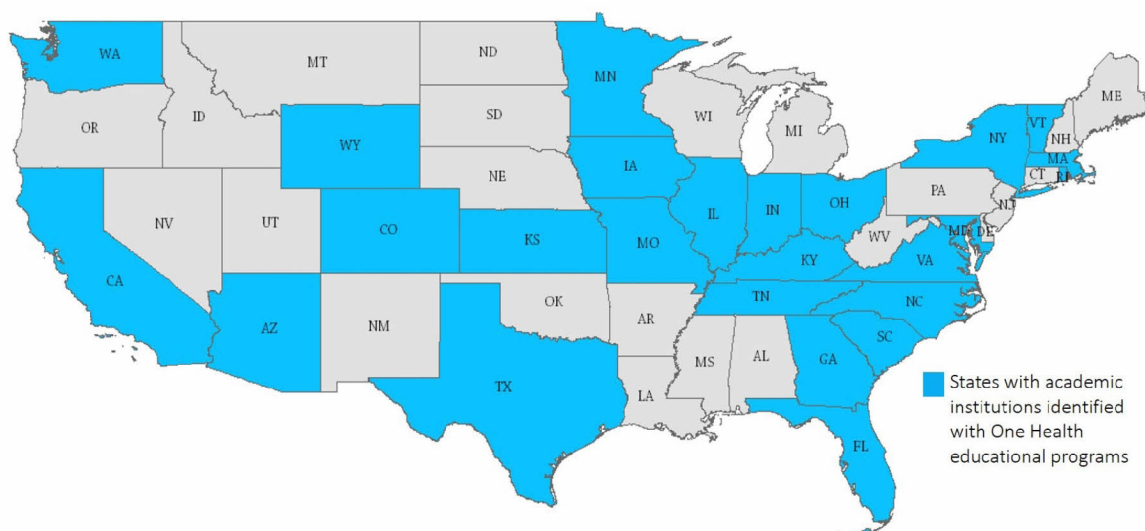 WA
MT
ND
MN
ME
OR
ID
SD
WI
MI
NY
VT
NH
WY
MA
NE
IA
CT
RI
PA
NJ
NV
UT
CO
KS
MO
IL
IN
OH
WV
MD
DE
VA
KY
CA
AZ
NM
OK
AR
TN
NC
SC
TX
LA
MS
AL
GA
FL
States with academic
institutions identified
with One Health
educational programs